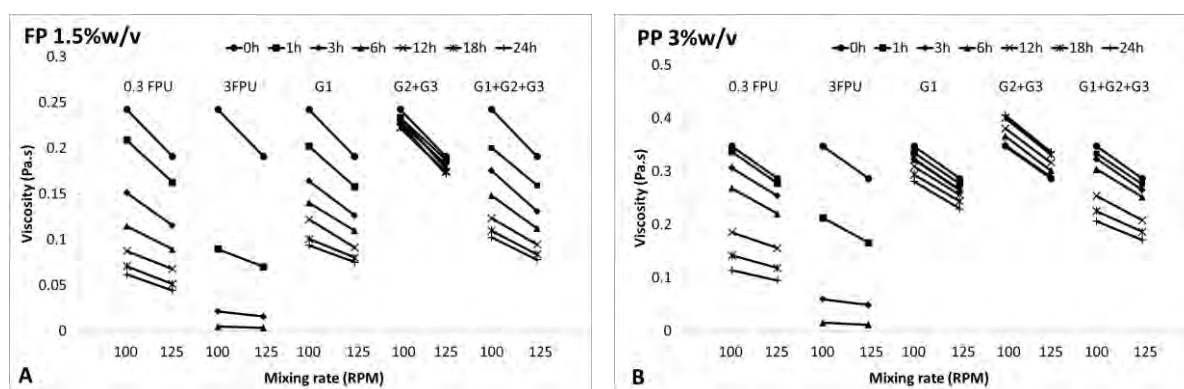 FP 1.5%w/v
0h 1h 3h 6h 12h 18h 24h
0.3
0.3 FPU 3FPU G1 G2+G3 G1+G2+G3
0.25
0.2
0.15
0.1
0.05
0
Viscosity (Pa.s)
100 125 100 125 100 125 100 125 100 125
Mixing rate (RPM)
A
PP 3%w/v
0h 1h 3h 6h 12h 18h 24h
0.5
0.3 FPU 3FPU G1 G2+G3 G1+G2+G3
0.4
0.3
0.2
0.1
0.0
Viscosity (Pa.s)
100 125 100 125 100 125 100 125 100 125
Mixing rate (RPM)
B